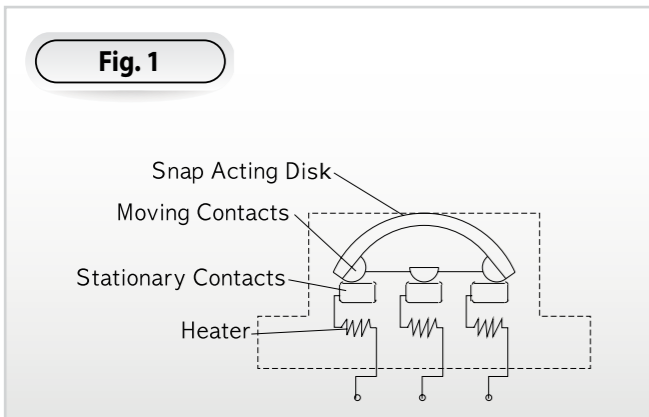 Fig. 1
Snap Acting Disk
Moving Contacts
Stationary Contacts
Heater